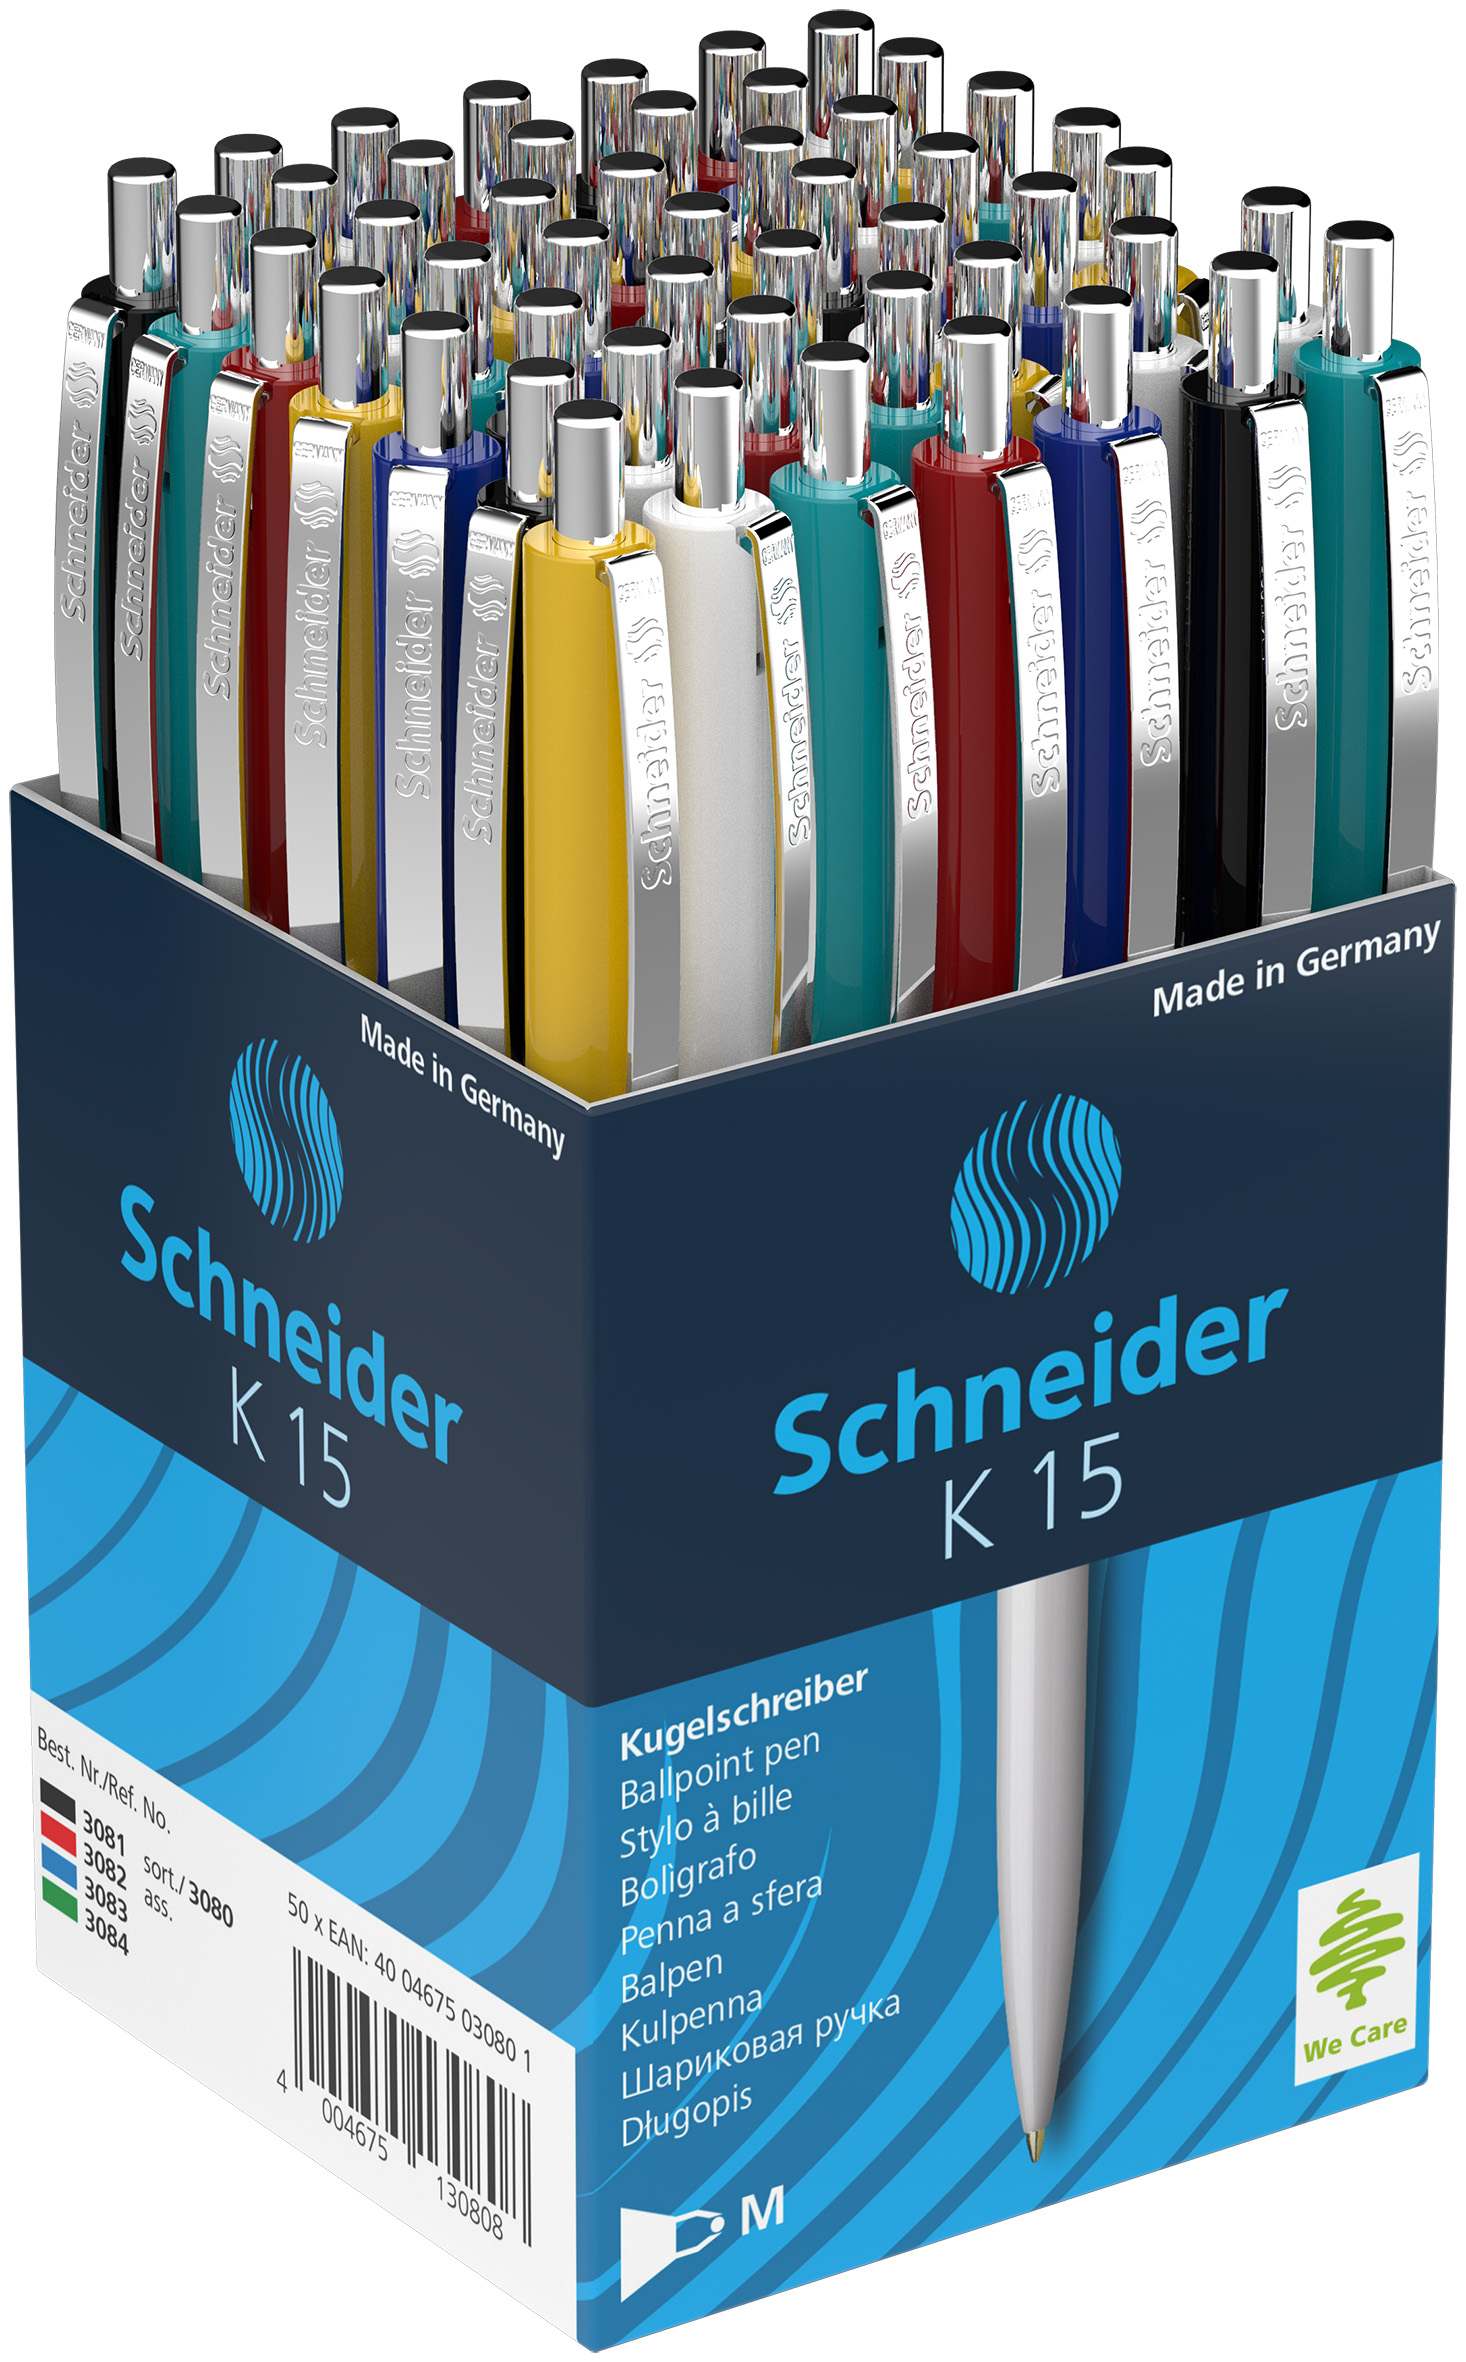 Schneider
Schneider
Schneider
Schneider
Schneider
Schneider
Schneider
Schneider
Schneider
Schneider
Schneider
Schneider
Schneider
Made in Germany
Schneider
K 15
Best. Nr./Ref. No.
3081
3082
3083
3084
sort./3080
ass.
50 x EAN: 40 04675 03080 1
4 004675 130808
Made in Germany
Schneider
K 15
Kugelschreiber
Ballpoint pen
Stylo à bille
Bolìgrafo
Penna a sfera
Balpen
Kulpenna
Шариковая ручка
Długopis
M
We Care